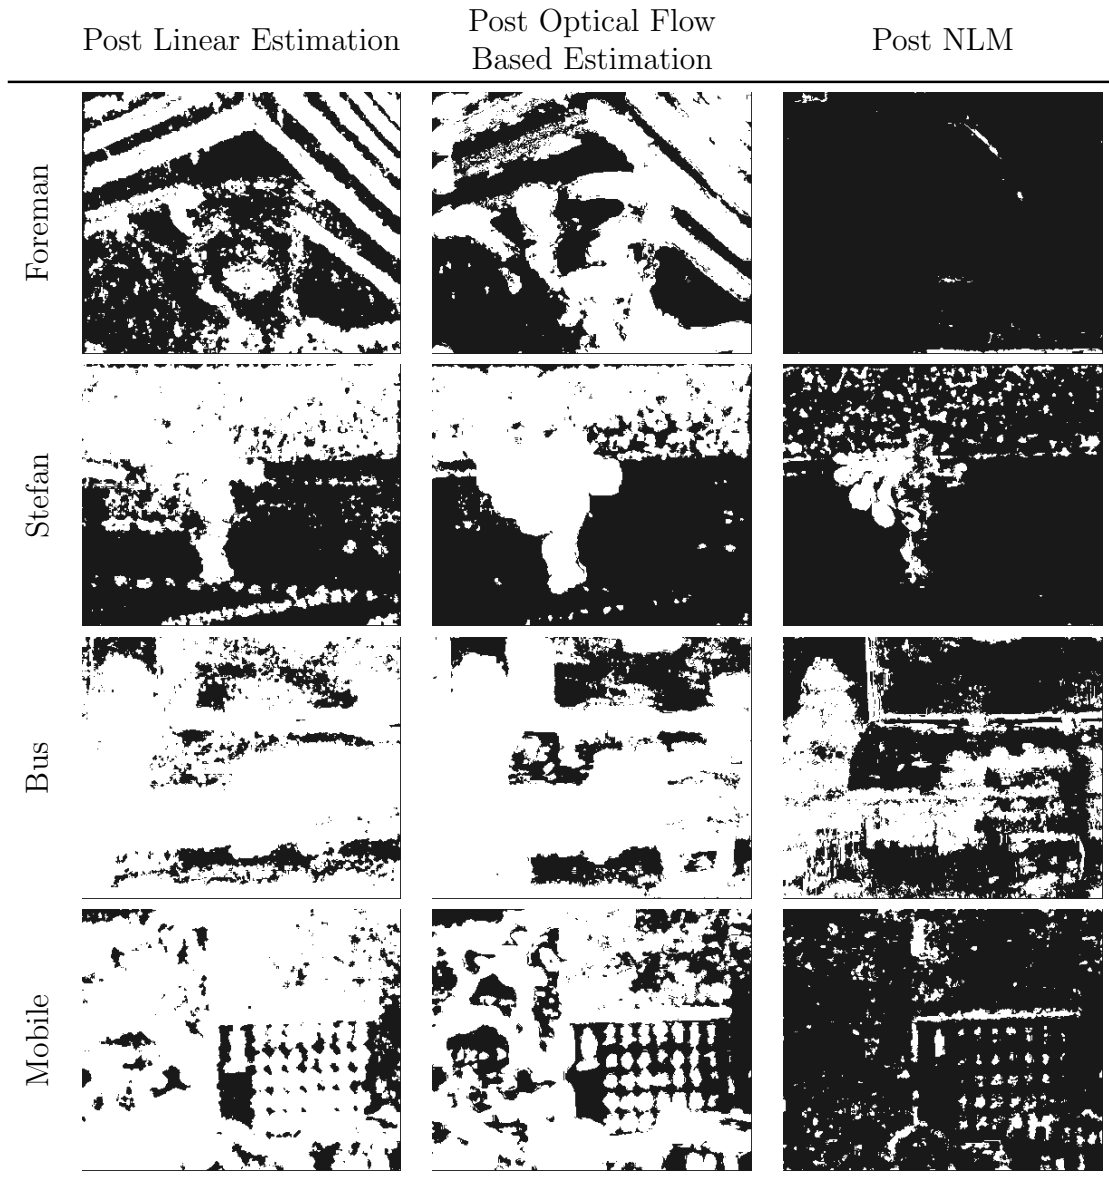 Post Linear Estimation
Post Optical Flow
Based Estimation
Post NLM
Foreman
Stefan
Bus
Mobile